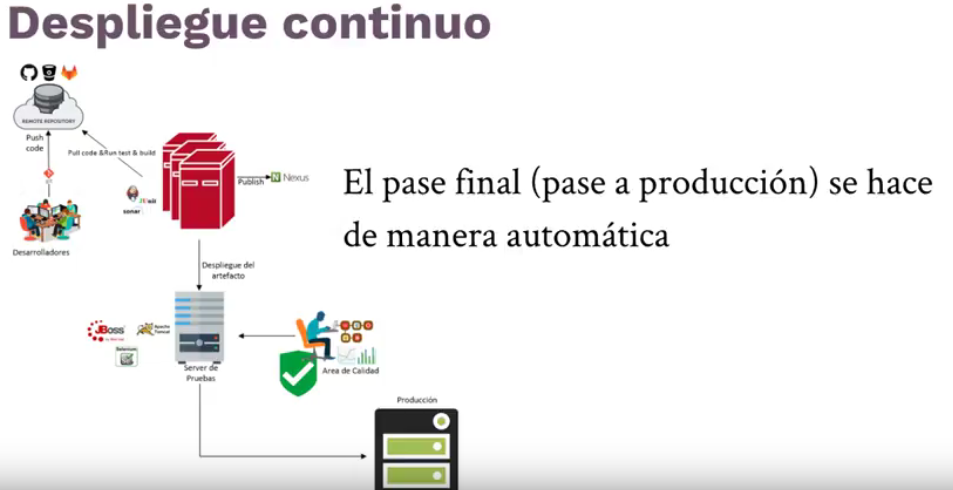 Despliegue continuo
REMOTE REPOSITORY
Push
code
Pull code &Run test & build
JUnit
sonar
Publish
Nexus
El pase final (pase a producción) se hace
de manera automática
Desarrolladores
Despliegue del
artefacto
JBoss
Apache
Tomcat
Selenium
Server de
Pruebas
Area de Calidad
Producción